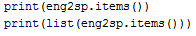 print(eng2sp.items())
print(list(eng2sp.items()))